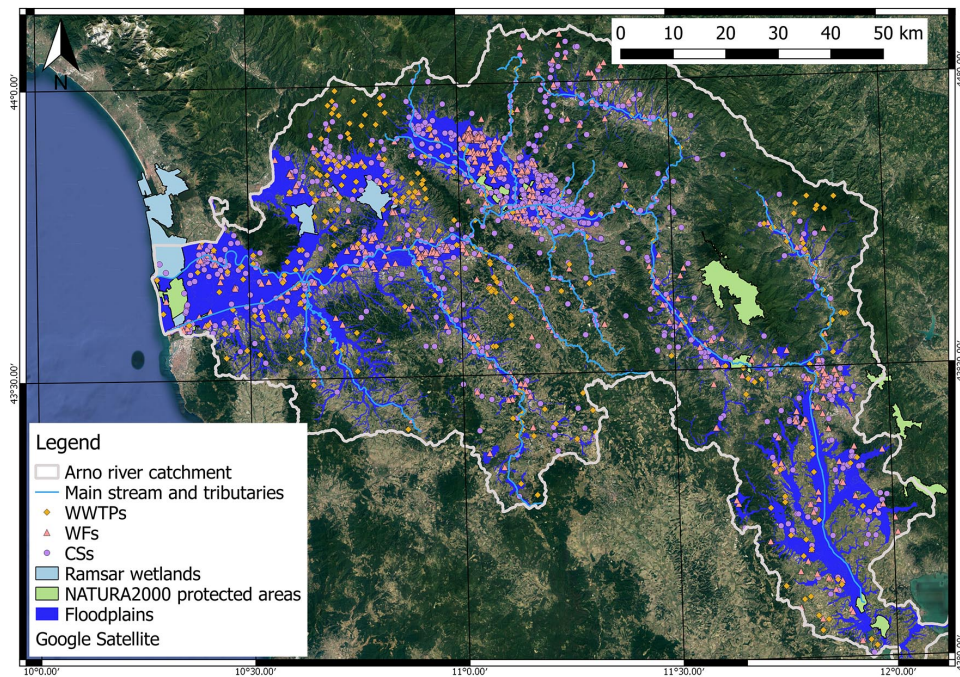 0 10 20 30 40 50 km
N
44°0.00'
43°30.00'
Legend
Arno river catchment
Main stream and tributaries
WWTPs
WFs
CSs
Ramsar wetlands
NATURA2000 protected areas
Floodplains
Google Satellite
10°0.00' 10°30.00' 11°0.00' 11°30.00' 12°0.00'